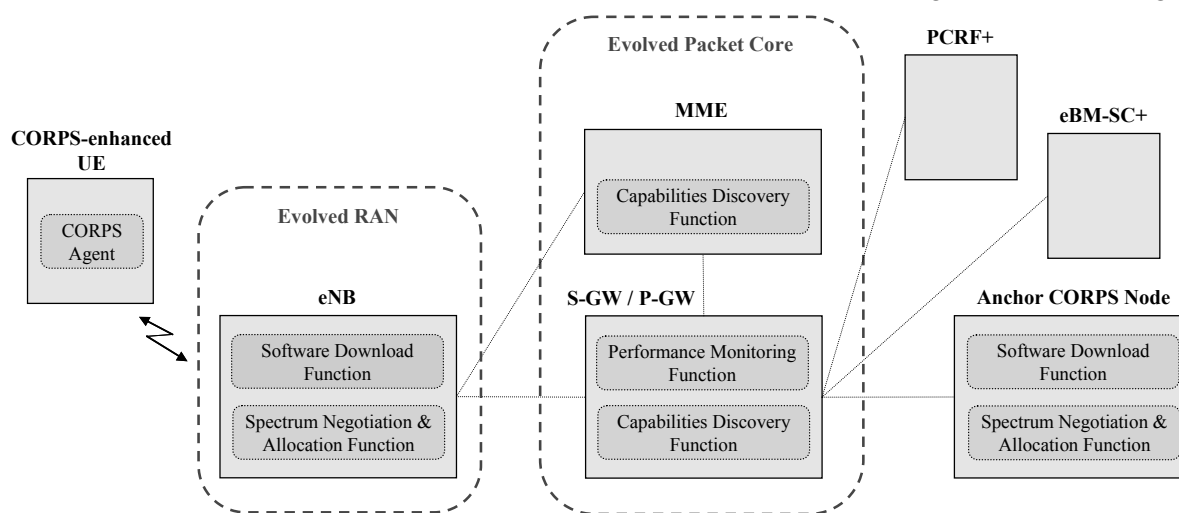 Evolved Packet Core
PCRF+
eBM-SC+
MME
CORPS-enhanced
UE
Capabilities Discovery
Function
Evolved RAN
CORPS
Agent
eNB
S-GW / P-GW
Anchor CORPS Node
Software Download
Function
Performance Monitoring
Function
Software Download
Function
Spectrum Negotiation &
Allocation Function
Capabilities Discovery
Function
Spectrum Negotiation &
Allocation Function